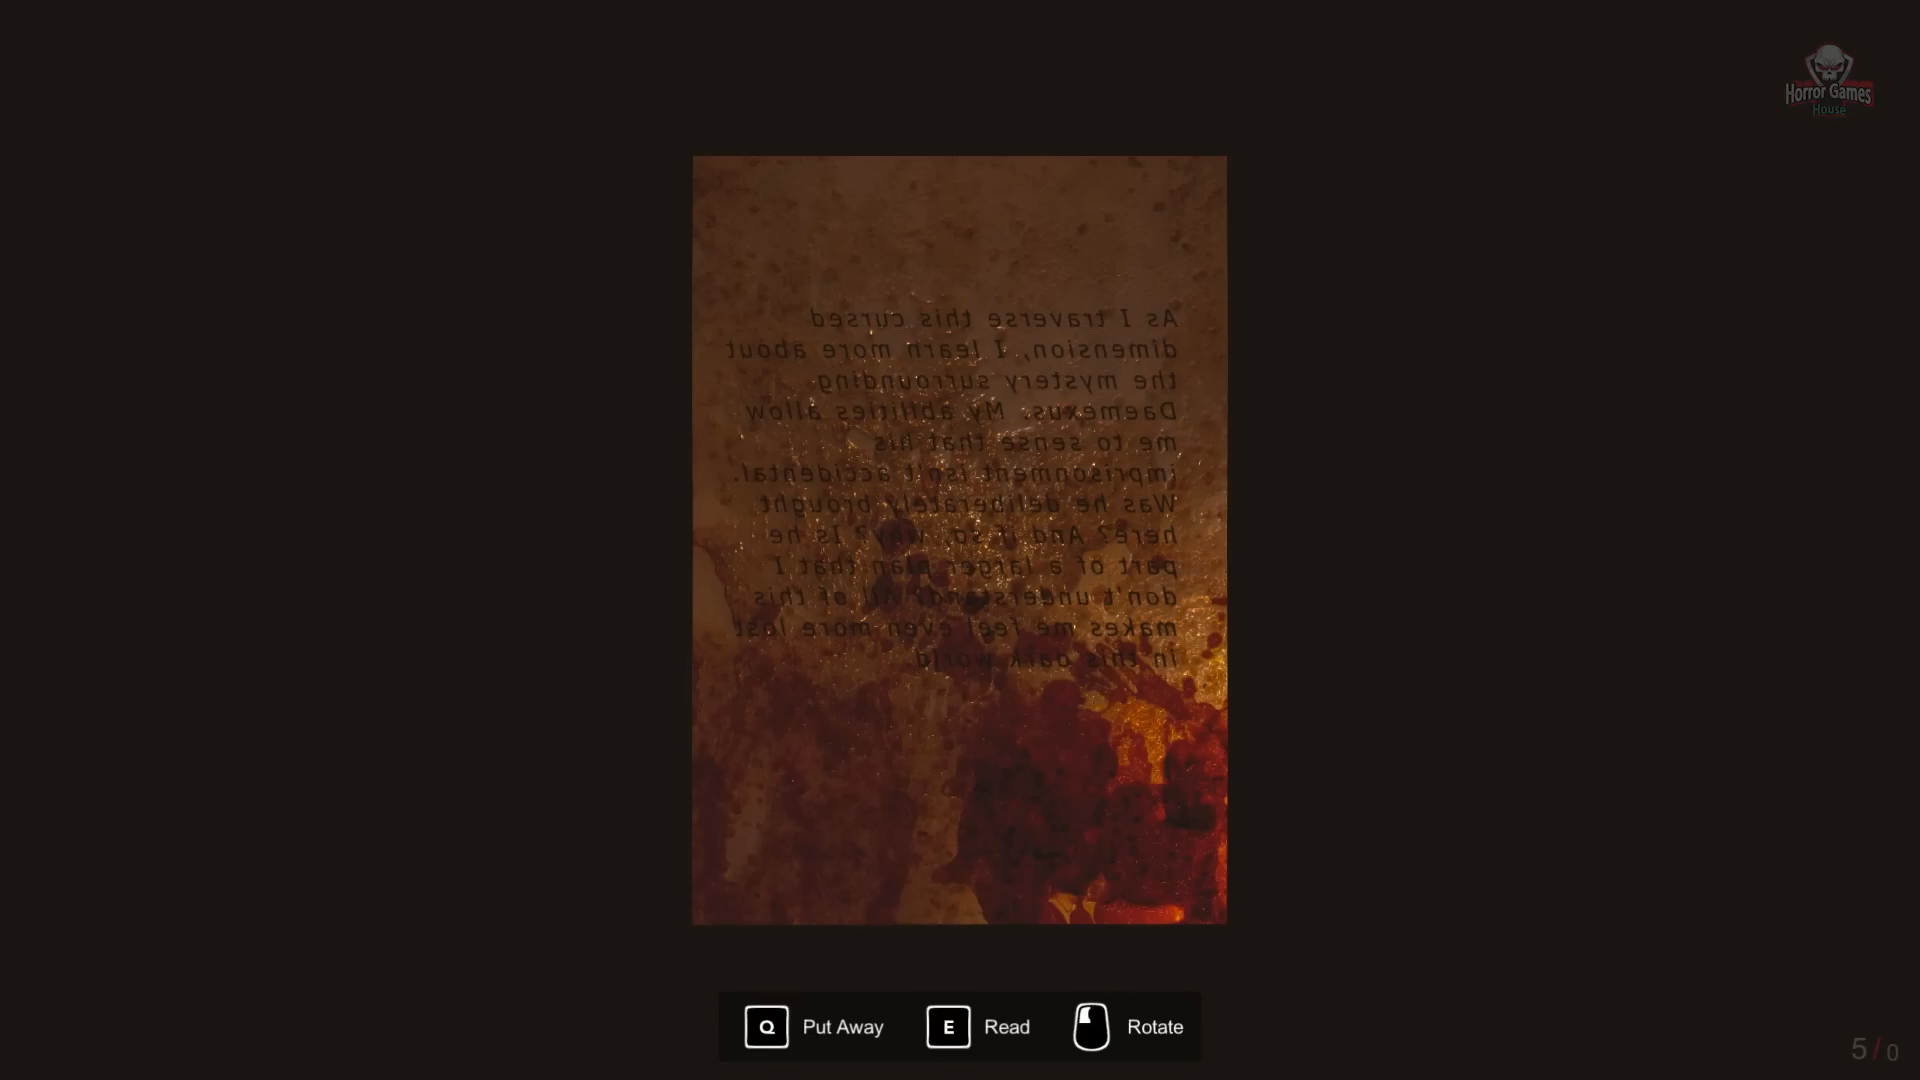 Horror Games
House
As I traverse this cursed
dimension, I learn more about
the mystery surrounding
Daemexus. My abilities allow
me to sense that his
imprisonment isn't accidental.
Was he deliberately brought
here? And if so, why? Is he
part of a larger plan that I
don't understand? All of this
makes me feel even more lost
in this dark world.
Q Put Away E Read Rotate
5/0